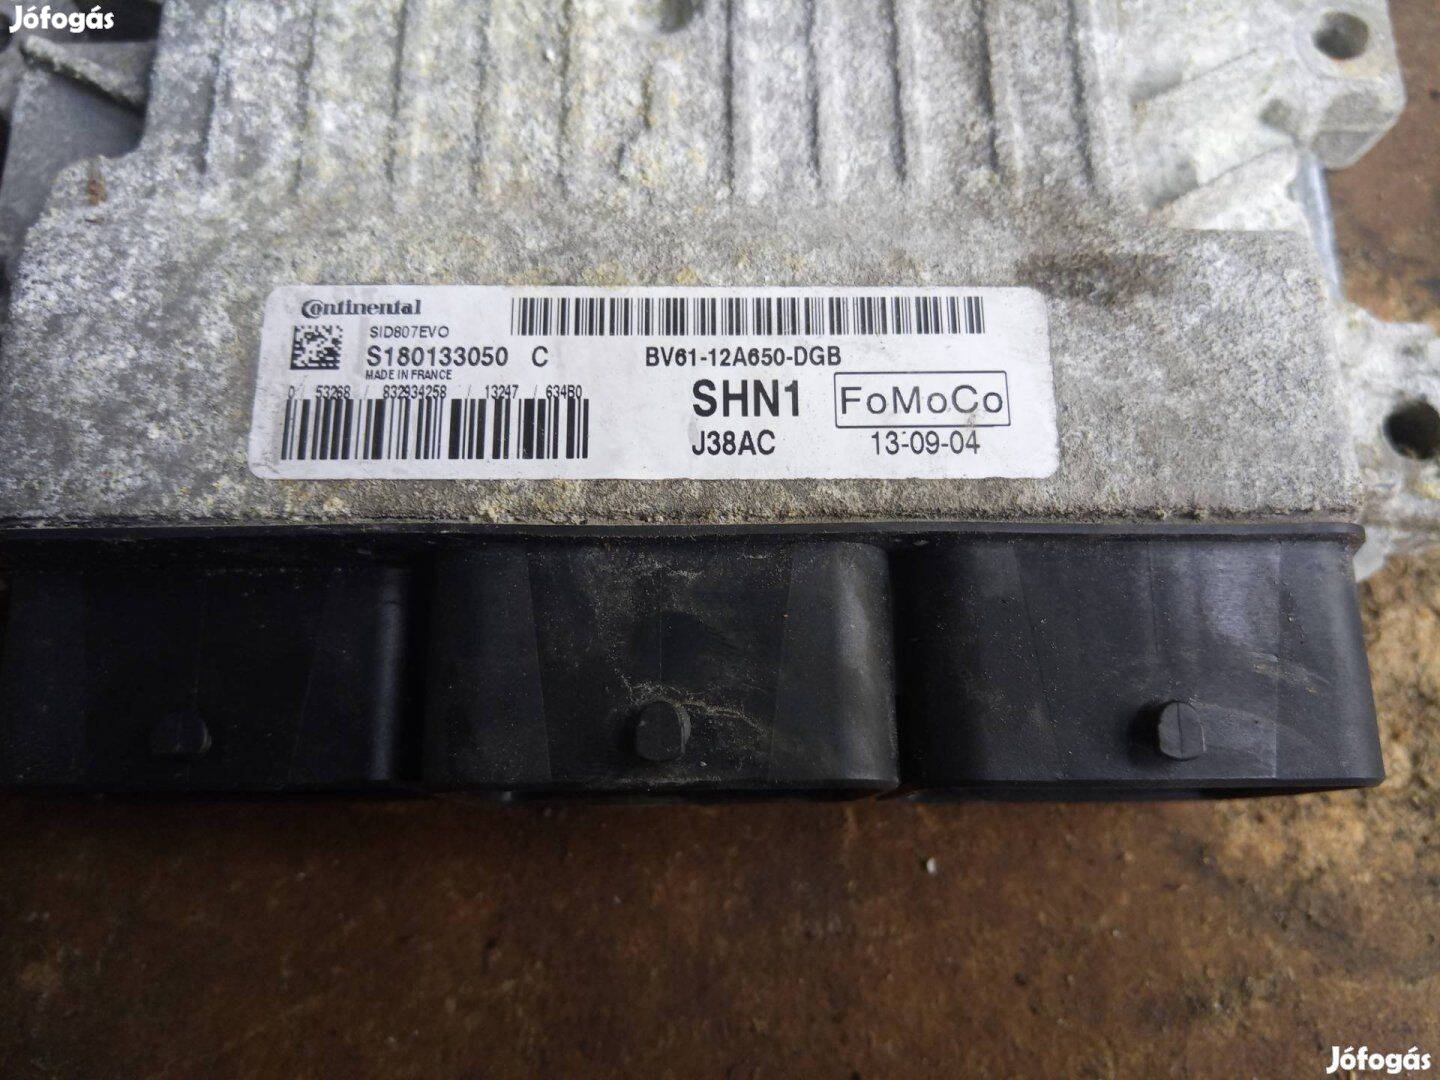 Jófogás
Continental
SID807EVO
S180133050 C
MADE IN FRANCE
0 / 53268 / 832934258 / 13247 / 634B0
BV61-12A650-DGB
SHN1
FoMoCo
J38AC
13-09-04
Jófogás